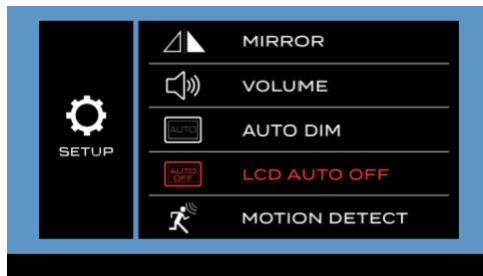 SETUP
MIRROR
VOLUME
AUTO
AUTO DIM
AUTO
OFF
LCD AUTO OFF
MOTION DETECT